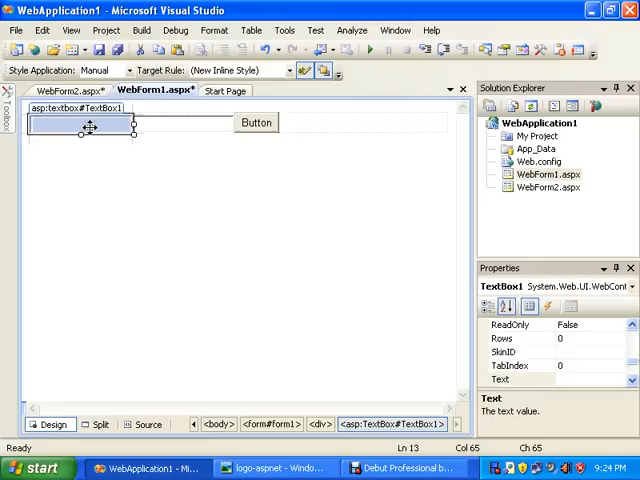 WebApplication1 - Microsoft Visual Studio
File Edit View Project Build Debug Format Table Tools Test Analyze Window Help
Style Application: Manual Target Rule: (New Inline Style)
WebForm2.aspx* WebForm1.aspx* Start Page
Toolbox
asp:textbox#TextBox1
Button
Solution Explorer
WebApplication1
My Project
App_Data
Web.config
WebForm1.aspx
WebForm2.aspx
Properties
TextBox1 System.Web.UI.WebCont
ReadOnly False
Rows 0
SkinID
TabIndex 0
Text
Text
The text value.
Design Split Source <body> <form#form1> <div> <asp:TextBox#TextBox1>
Ready Ln 13 Col 65 Ch 65
start WebApplication1 - Mi... logo-aspnet - Windo... Debut Professional b... 9:24 PM